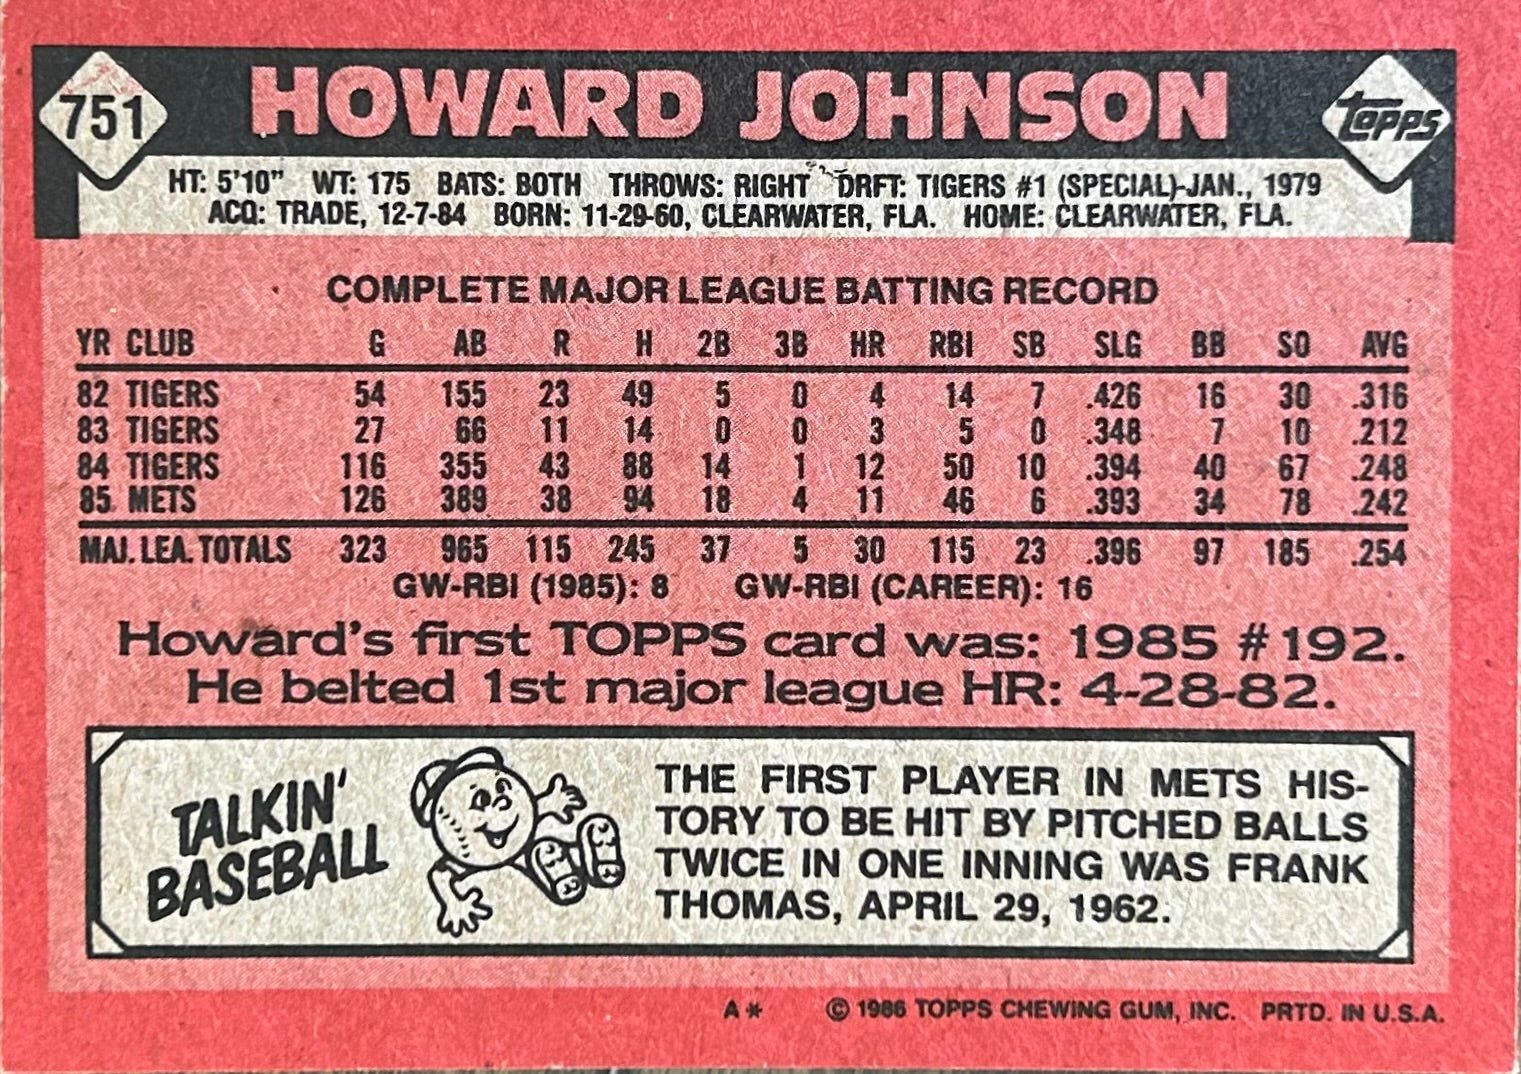 751
HOWARD JOHNSON
TOPPS
HT: 5'10" WT: 175 BATS: BOTH THROWS: RIGHT DRFT: TIGERS #1 (SPECIAL)-JAN., 1979
ACQ: TRADE, 12-7-84 BORN: 11-29-60, CLEARWATER, FLA. HOME: CLEARWATER, FLA.
COMPLETE MAJOR LEAGUE BATTING RECORD
YR CLUB G AB R H 2B 3B HR RBI SB SLG BB SO AVG
82 TIGERS 54 155 23 49 5 0 4 14 7 .426 16 30 .316
83 TIGERS 27 66 11 14 0 0 3 5 0 .348 7 10 .212
84 TIGERS 116 355 43 88 14 1 12 50 10 .394 40 67 .248
85 METS 126 389 38 94 18 4 11 46 6 .393 34 78 .242
MAJ. LEA. TOTALS 323 965 115 245 37 5 30 115 23 .396 97 185 .254
GW-RBI (1985): 8 GW-RBI (CAREER): 16
Howard's first TOPPS card was: 1985 #192.
He belted 1st major league HR: 4-28-82.
TALKIN'
BASEBALL
THE FIRST PLAYER IN METS HIS-
TORY TO BE HIT BY PITCHED BALLS
TWICE IN ONE INNING WAS FRANK
THOMAS, APRIL 29, 1962.
A* © 1986 TOPPS CHEWING GUM, INC. PRTD. IN U.S.A.